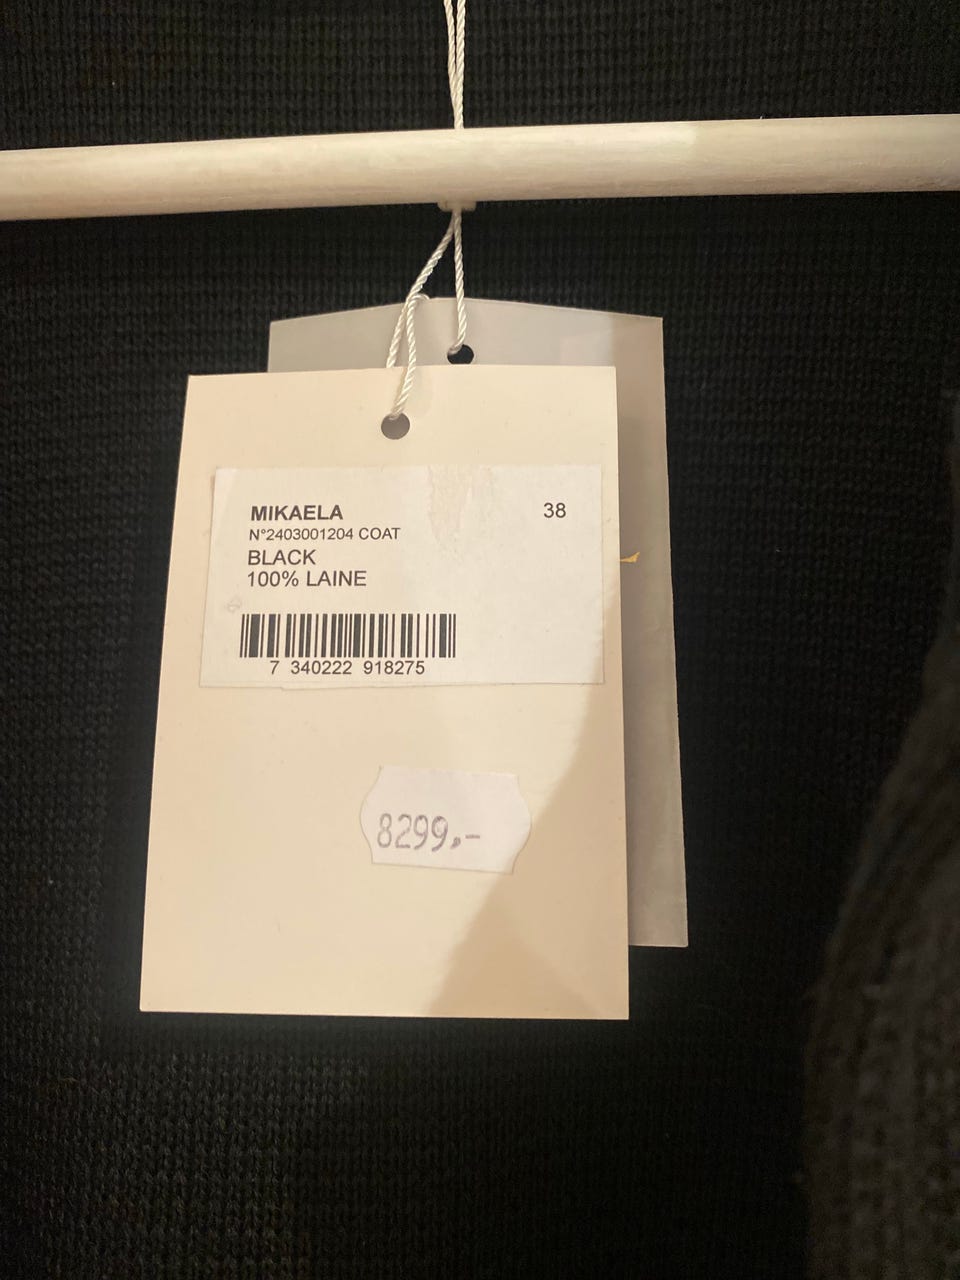 MIKAELA 38
N°2403001204 COAT
BLACK
100% LAINE
7 340222 918275
8299,-